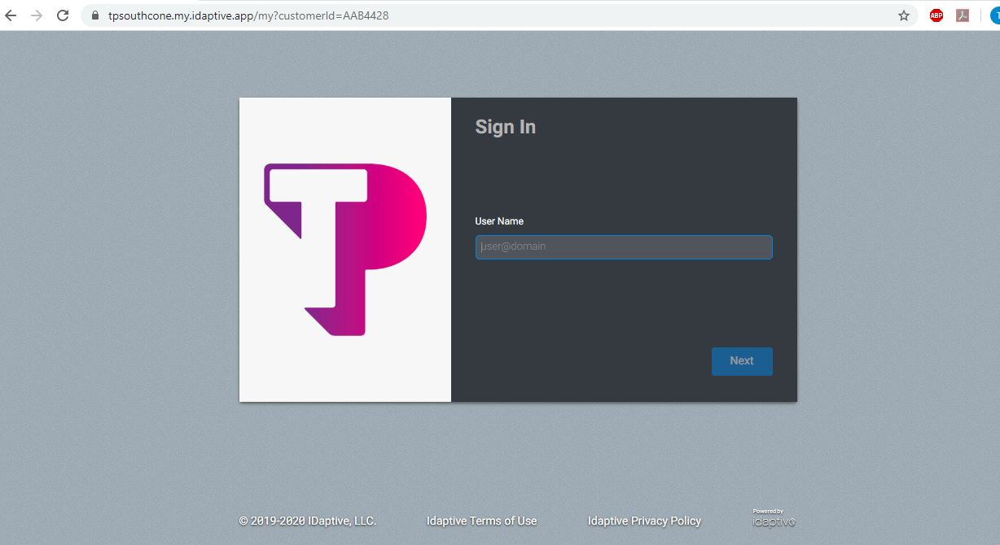 tpsouthcone.my.idaptive.app/my?customerId=AAB4428
ABP
TP
Sign In
User Name
user@domain
Next
© 2019-2020 IDaptive, LLC.
Idaptive Terms of Use
Idaptive Privacy Policy
Powered by
idaptive